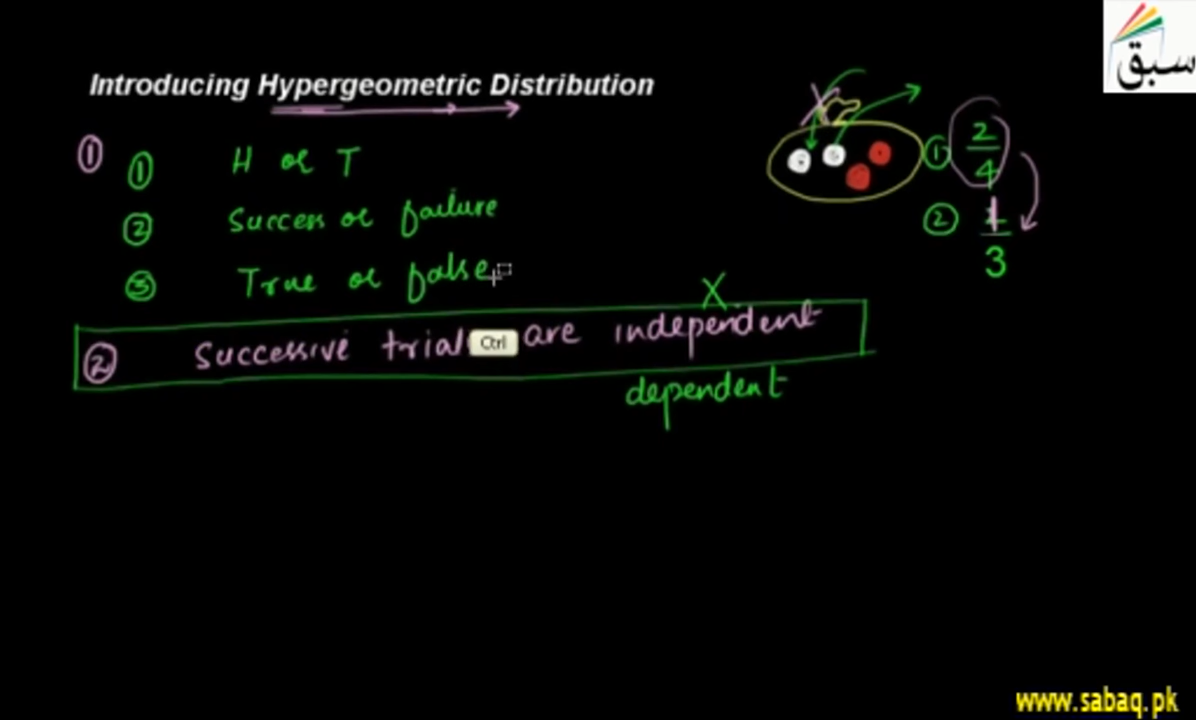 سبق
Introducing Hypergeometric Distribution
① ① H or T
② Success or failure
③ True or false
① 2/4
② 1/3
X
② Successive trial Ctrl are independent
dependent
www.sabaq.pk